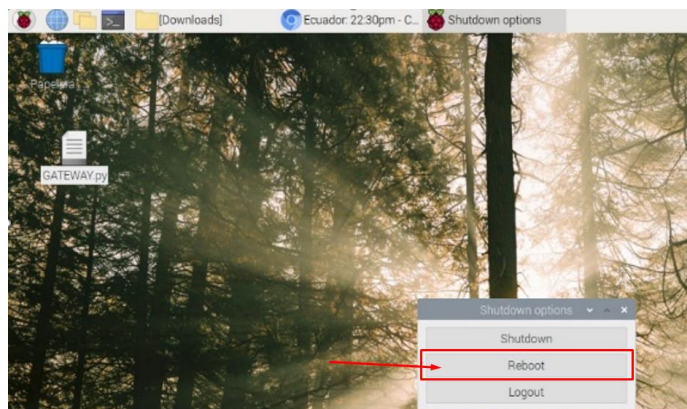 [Downloads]
Ecuador: 22:30pm - C...
Shutdown options
Papelera
GATEWAY.py
Shutdown options
Shutdown
Reboot
Logout